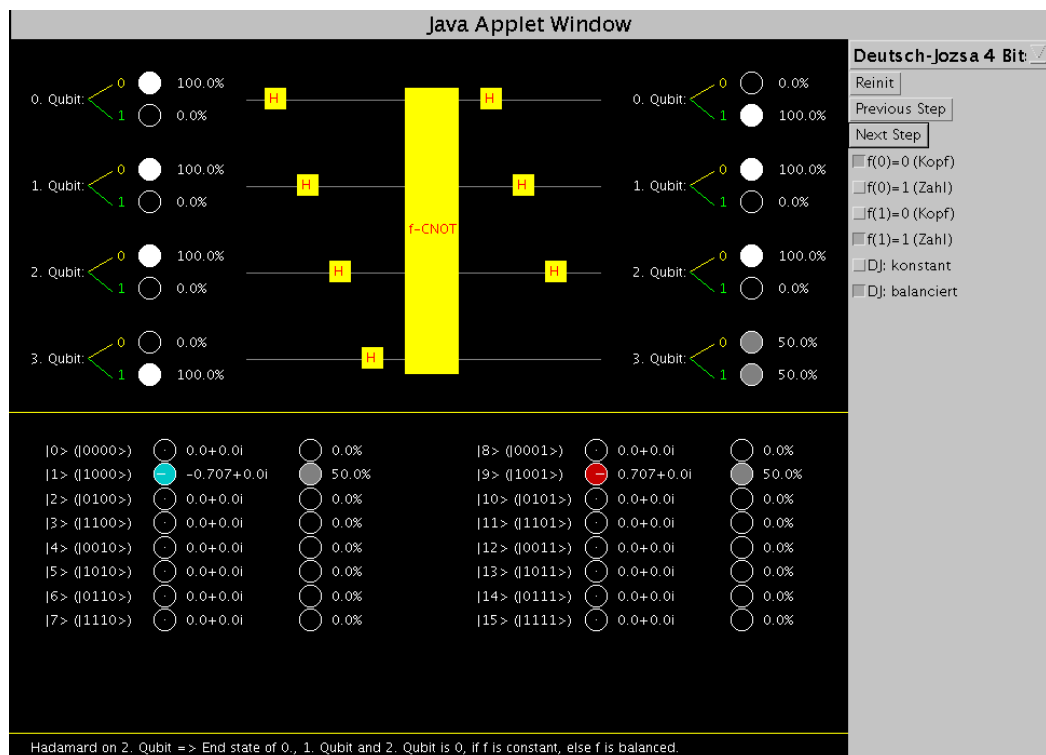 Java Applet Window
Deutsch-Jozsa 4 Bit
Reinit
Previous Step
Next Step
f(0)=0 (Kopf)
f(0)=1 (Zahl)
f(1)=0 (Kopf)
f(1)=1 (Zahl)
DJ: konstant
DJ: balanciert
0. Qubit: 0 100.0% 1 0.0% H H 0. Qubit: 0 0.0% 1 100.0%
1. Qubit: 0 100.0% 1 0.0% H H 1. Qubit: 0 100.0% 1 0.0%
f-CNOT
2. Qubit: 0 100.0% 1 0.0% H H 2. Qubit: 0 100.0% 1 0.0%
3. Qubit: 0 0.0% 1 100.0% H 3. Qubit: 0 50.0% 1 50.0%
|0> (|0000>) 0.0+0.0i 0.0% |8> (|0001>) 0.0+0.0i 0.0%
|1> (|1000>) -0.707+0.0i 50.0% |9> (|1001>) 0.707+0.0i 50.0%
|2> (|0100>) 0.0+0.0i 0.0% |10> (|0101>) 0.0+0.0i 0.0%
|3> (|1100>) 0.0+0.0i 0.0% |11> (|1101>) 0.0+0.0i 0.0%
|4> (|0010>) 0.0+0.0i 0.0% |12> (|0011>) 0.0+0.0i 0.0%
|5> (|1010>) 0.0+0.0i 0.0% |13> (|1011>) 0.0+0.0i 0.0%
|6> (|0110>) 0.0+0.0i 0.0% |14> (|0111>) 0.0+0.0i 0.0%
|7> (|1110>) 0.0+0.0i 0.0% |15> (|1111>) 0.0+0.0i 0.0%
Hadamard on 2. Qubit => End state of 0., 1. Qubit and 2. Qubit is 0, if f is constant, else f is balanced.